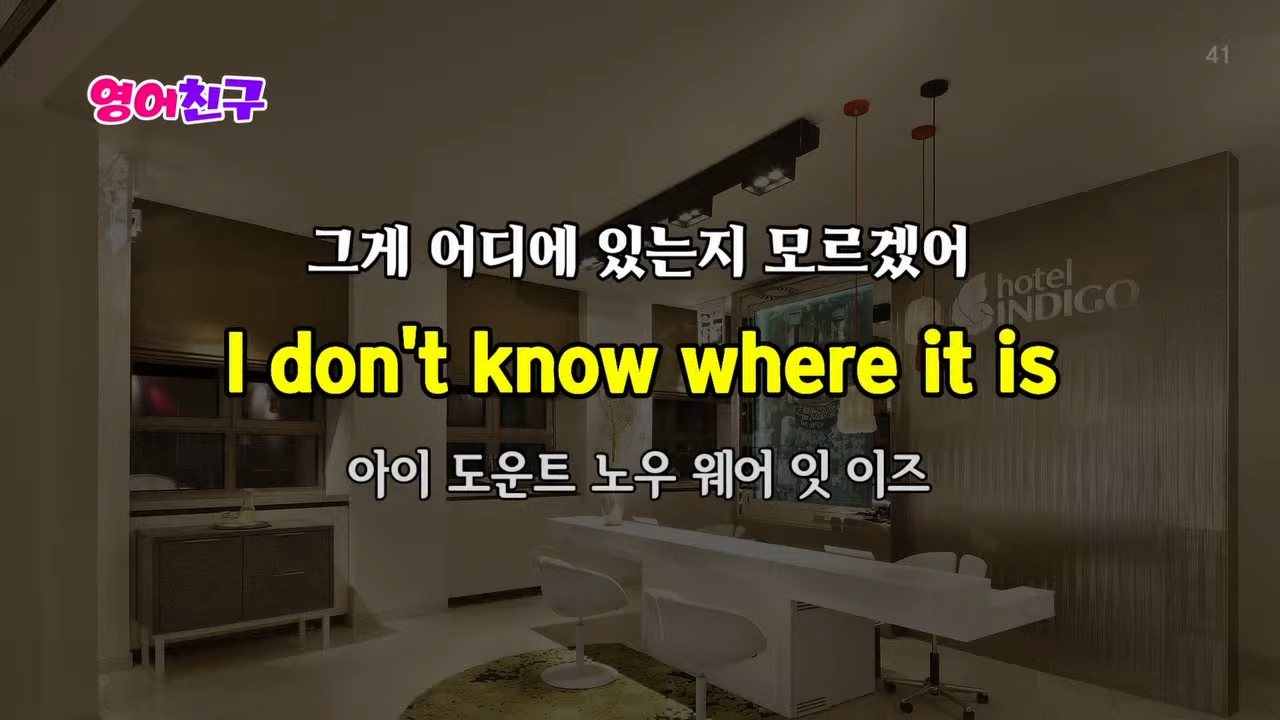 41
영어친구
그게 어디에 있는지 모르겠어
hotel
INDIGO
I don't know where it is
아이 도운트 노우 웨어 잇 이즈